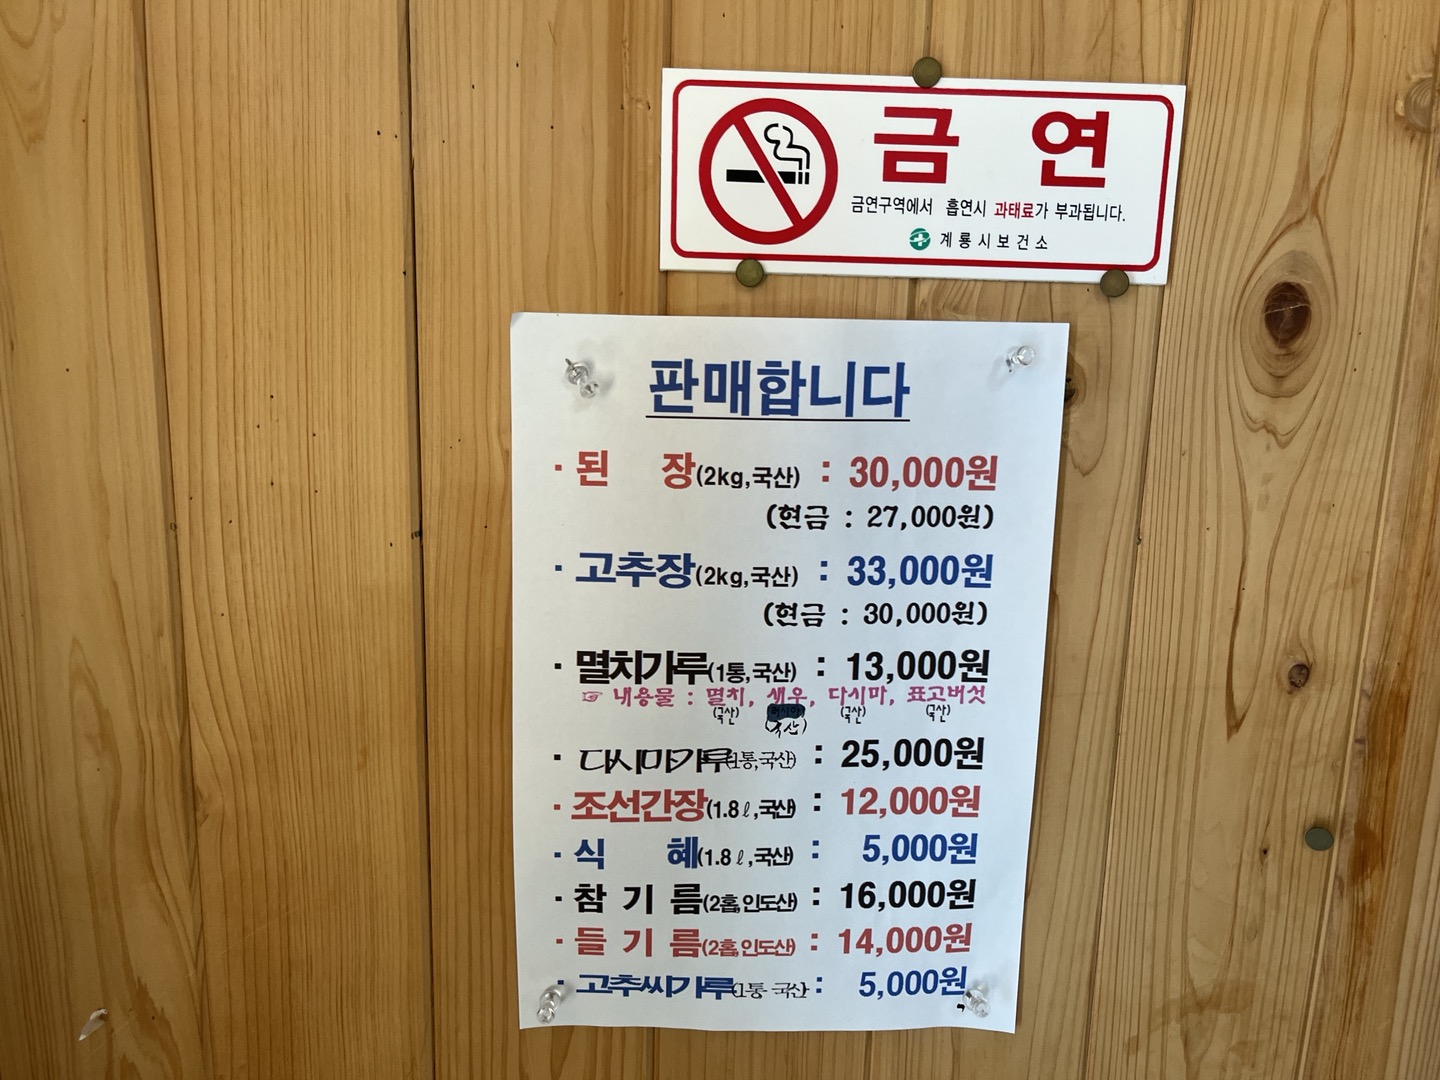 금 연
금연구역에서 흡연시 과태료가 부과됩니다.
계룡시보건소
판매합니다
· 된 장(2kg,국산) : 30,000원
(현금 : 27,000원)
· 고추장(2kg,국산) : 33,000원
(현금 : 30,000원)
· 멸치가루(1통,국산) : 13,000원
☞ 내용물 : 멸치, 새우, 다시마, 표고버섯
(국산) (국산) (국산)
(국산)
· 다시마가루(1통,국산) : 25,000원
· 조선간장(1.8ℓ,국산) : 12,000원
· 식 혜(1.8ℓ,국산) : 5,000원
· 참 기 름(2홉,인도산) : 16,000원
· 들 기 름(2홉,인도산) : 14,000원
· 고추씨가루(1통 국산) : 5,000원